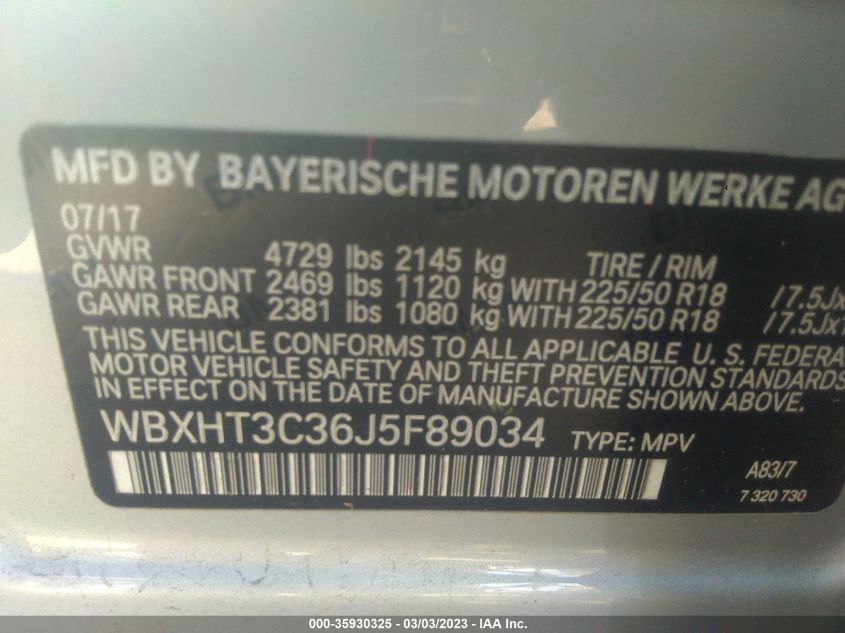 MFD BY BAYERISCHE MOTOREN WERKE AG
07/17
GVWR 4729 lbs 2145 kg TIRE / RIM
GAWR FRONT 2469 lbs 1120 kg WITH 225/50 R18 /7.5Jx
GAWR REAR 2381 lbs 1080 kg WITH 225/50 R18 /7.5Jx1
THIS VEHICLE CONFORMS TO ALL APPLICABLE U. S. FEDERA
MOTOR VEHICLE SAFETY AND THEFT PREVENTION STANDARDS
IN EFFECT ON THE DATE OF MANUFACTURE SHOWN ABOVE.
WBXHT3C36J5F89034 TYPE: MPV
A83/7
7 320 730
000-35930325 - 03/03/2023 - © IAA Inc.